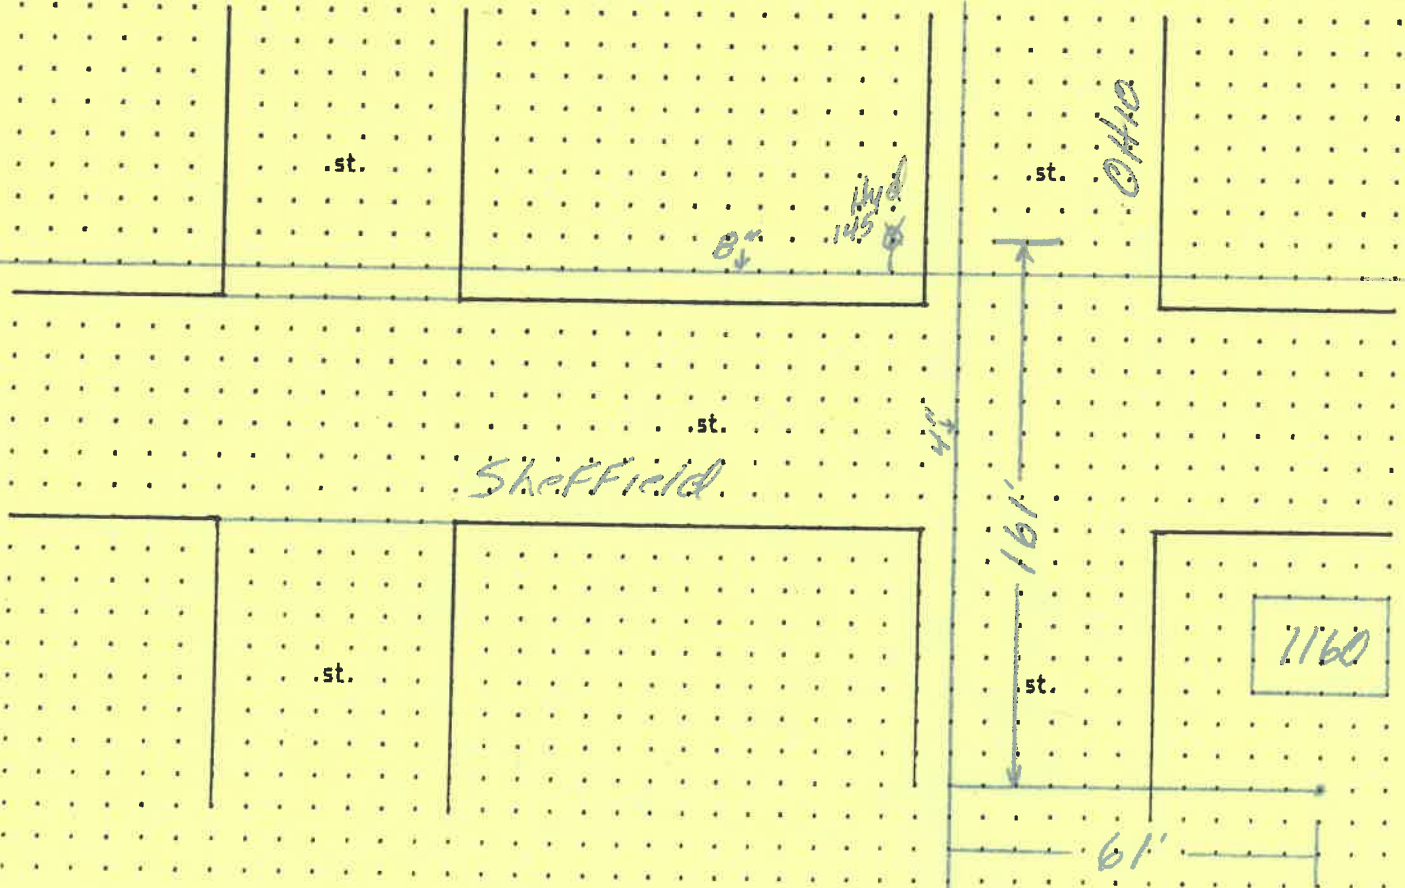 .st.
.st.
OHIO
Hyd
145
8"
.st.
4"
Sheffield
161'
1160
.st.
st.
61'